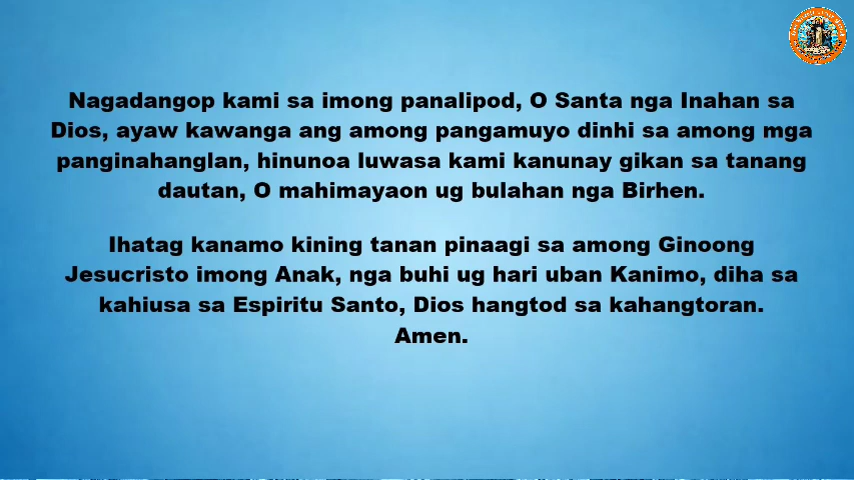 Nagadangop kami sa imong panalipod, O Santa nga Inahan sa
Dios, ayaw kawanga ang among pangamuyo dinhi sa among mga
panginahanglan, hinunoa luwasa kami kanunay gikan sa tanang
dautan, O mahimayaon ug bulahan nga Birhen.
Ihatag kanamo kining tanan pinaagi sa among Ginoong
Jesucristo imong Anak, nga buhi ug hari uban Kanimo, diha sa
kahiusa sa Espiritu Santo, Dios hangtod sa kahangtoran.
Amen.